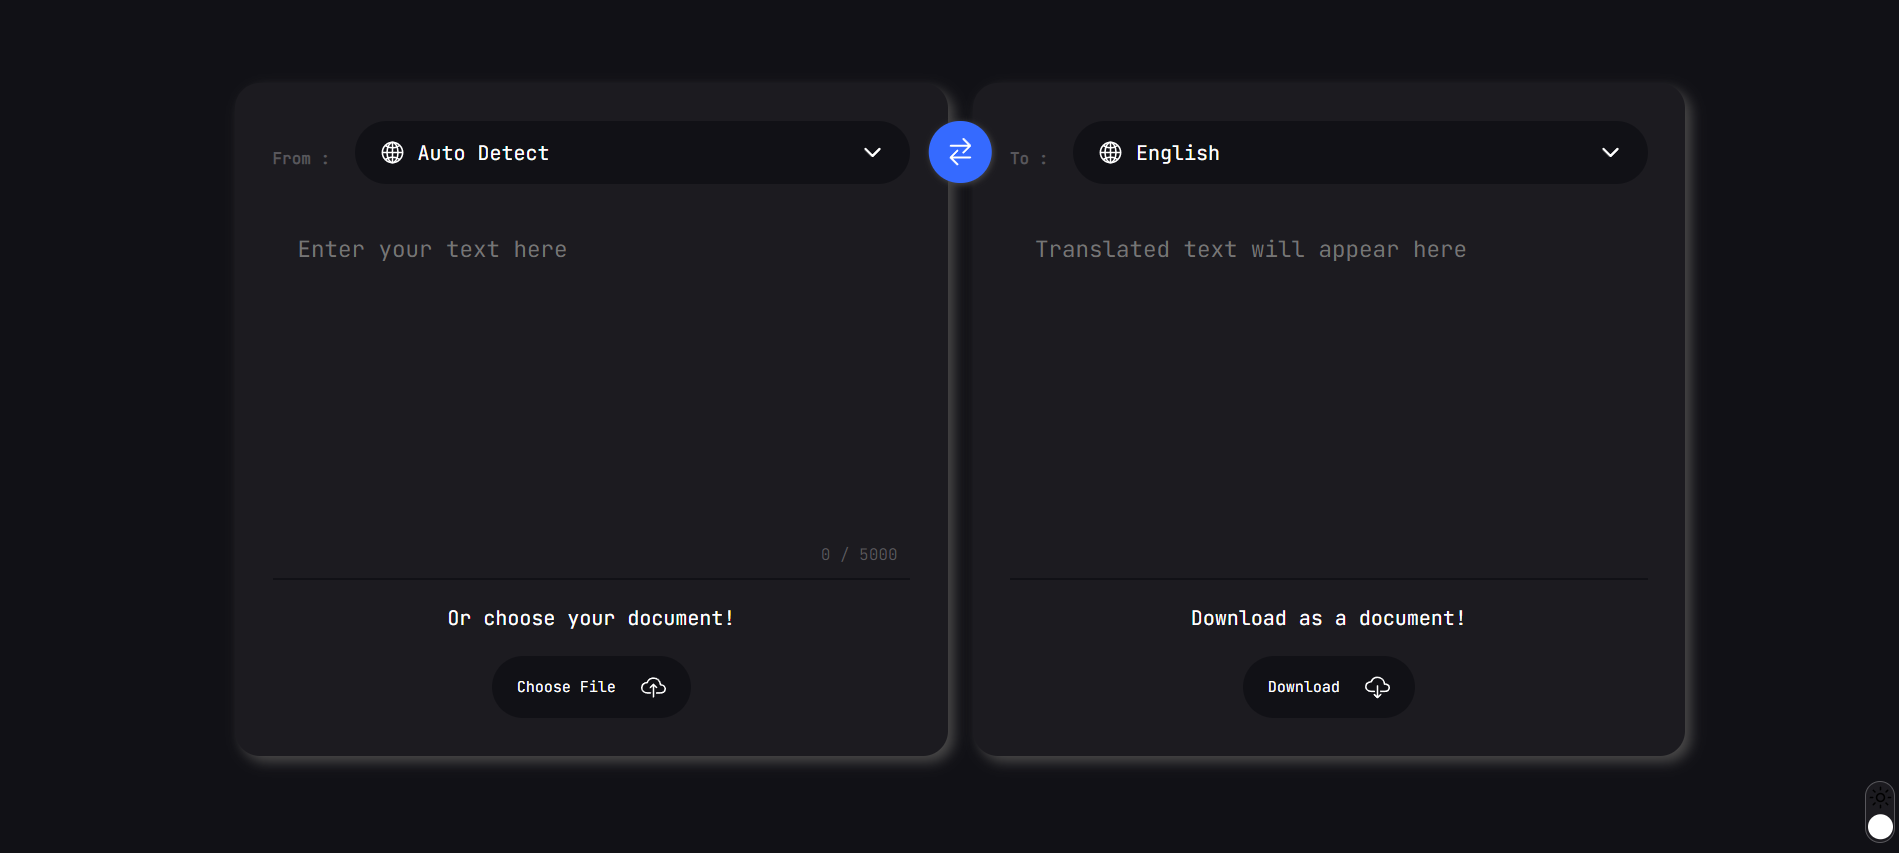 From :
Auto Detect
Enter your text here
0 / 5000
Or choose your document!
Choose File
To :
English
Translated text will appear here
Download as a document!
Download